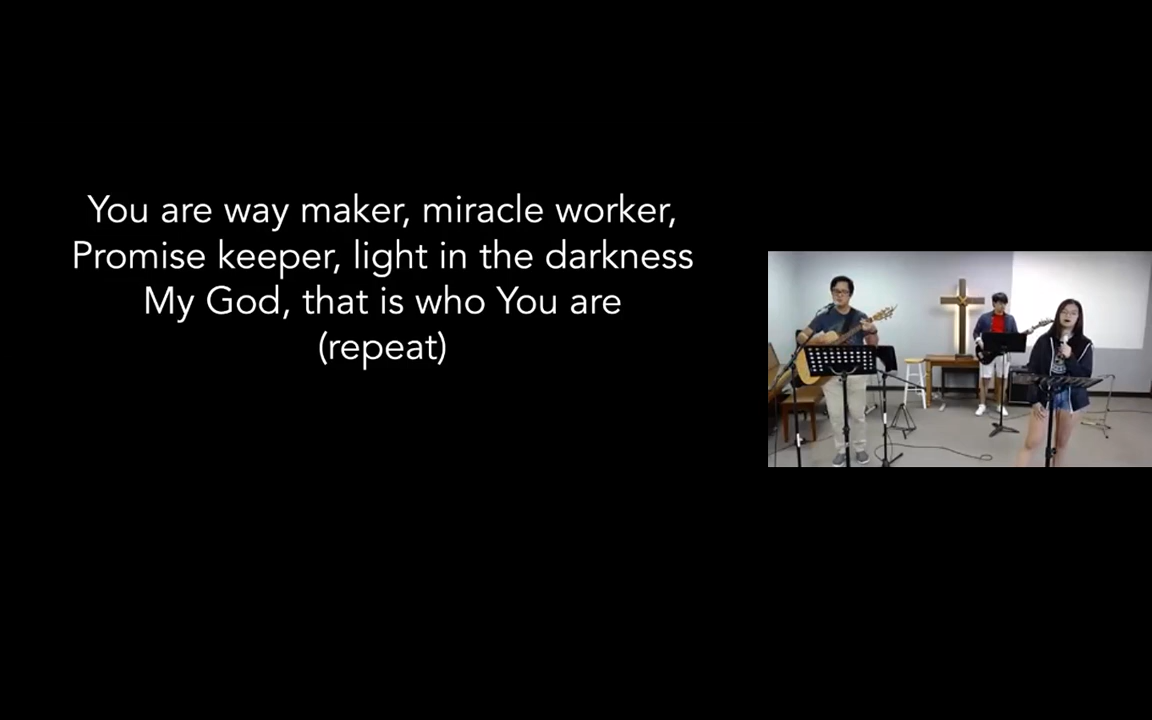 You are way maker, miracle worker,
Promise keeper, light in the darkness
My God, that is who You are
(repeat)